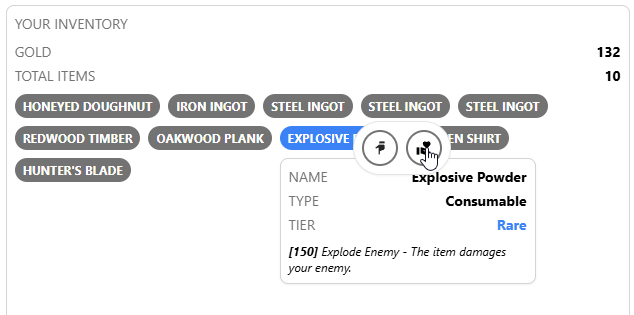 YOUR INVENTORY
GOLD 132
TOTAL ITEMS 10
HONEYED DOUGHNUT IRON INGOT STEEL INGOT STEEL INGOT STEEL INGOT
REDWOOD TIMBER OAKWOOD PLANK EXPLOSIVE SHIRT
HUNTER'S BLADE
NAME Explosive Powder
TYPE Consumable
TIER Rare
[150] Explode Enemy - The item damages
your enemy.